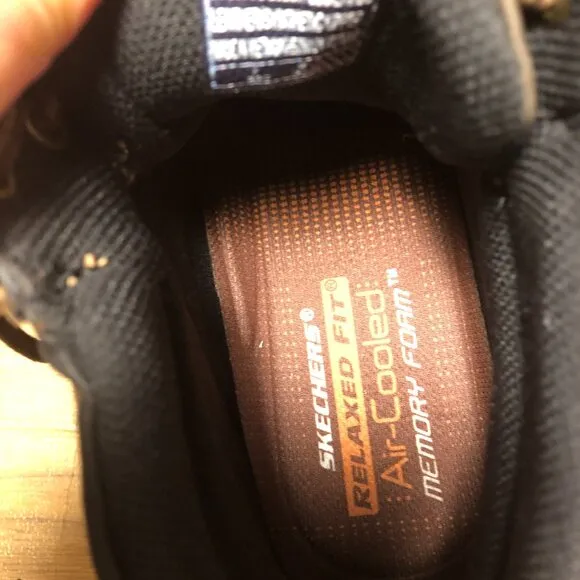 SKECHERS®
RELAXED FIT®
Air-Cooled
MEMORY FOAM™